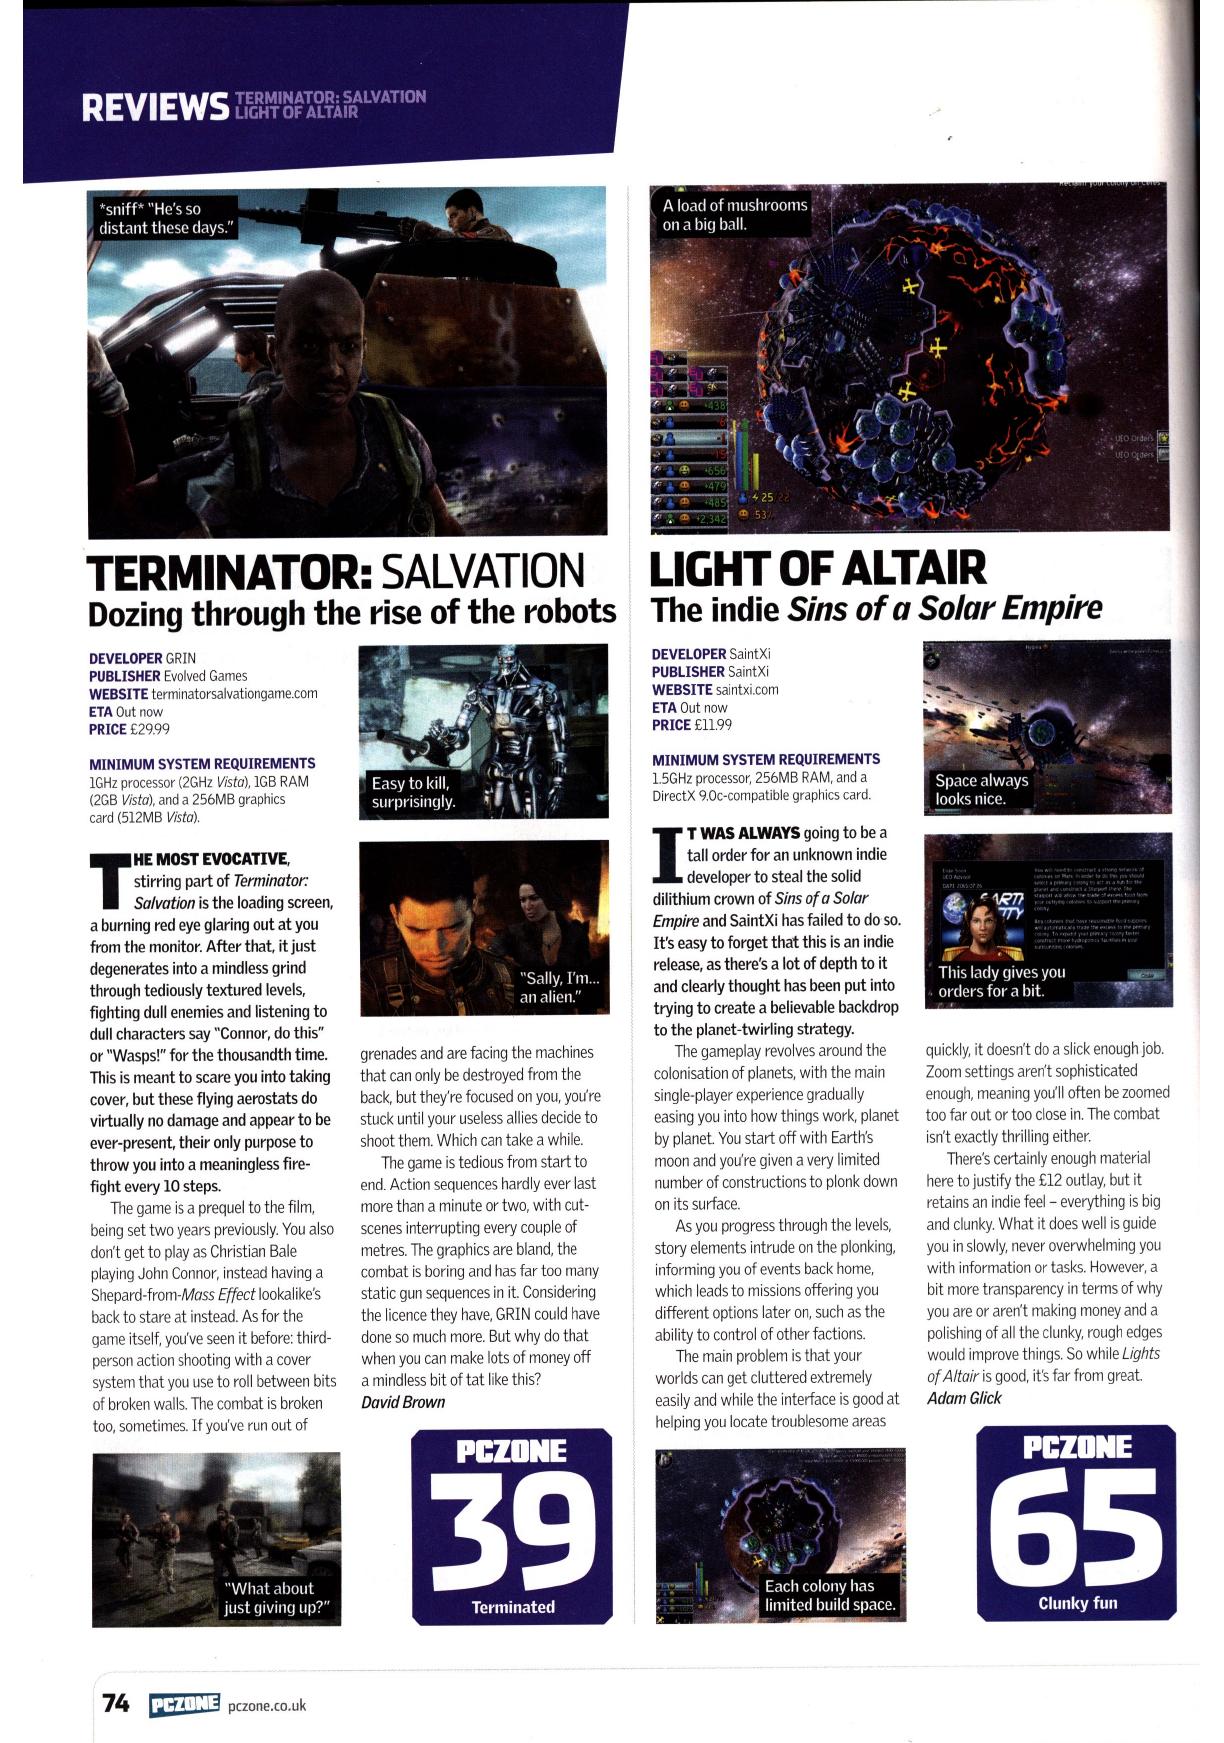 REVIEWS TERMINATOR: SALVATION
LIGHT OF ALTAIR
*sniff* "He's so
distant these days."
TERMINATOR: SALVATION
Dozing through the rise of the robots
DEVELOPER GRIN
PUBLISHER Evolved Games
WEBSITE terminatorsalvationgame.com
ETA Out now
PRICE £29.99
MINIMUM SYSTEM REQUIREMENTS
1GHz processor (2GHz Vista), 1GB RAM
(2GB Vista), and a 256MB graphics
card (512MB Vista).
Easy to kill,
surprisingly.
"Sally, I'm...
an alien."
THE MOST EVOCATIVE,
stirring part of Terminator:
Salvation is the loading screen,
a burning red eye glaring out at you
from the monitor. After that, it just
degenerates into a mindless grind
through tediously textured levels,
fighting dull enemies and listening to
dull characters say "Connor, do this"
or "Wasps!" for the thousandth time.
This is meant to scare you into taking
cover, but these flying aerostats do
virtually no damage and appear to be
ever-present, their only purpose to
throw you into a meaningless fire-
fight every 10 steps.
The game is a prequel to the film,
being set two years previously. You also
don't get to play as Christian Bale
playing John Connor, instead having a
Shepard-from-Mass Effect lookalike's
back to stare at instead. As for the
game itself, you've seen it before: third-
person action shooting with a cover
system that you use to roll between bits
of broken walls. The combat is broken
too, sometimes. If you've run out of
grenades and are facing the machines
that can only be destroyed from the
back, but they're focused on you, you're
stuck until your useless allies decide to
shoot them. Which can take a while.
The game is tedious from start to
end. Action sequences hardly ever last
more than a minute or two, with cut-
scenes interrupting every couple of
metres. The graphics are bland, the
combat is boring and has far too many
static gun sequences in it. Considering
the licence they have, GRIN could have
done so much more. But why do that
when you can make lots of money off
a mindless bit of tat like this?
David Brown
"What about
just giving up?"
PCZONE
39
Terminated
A load of mushrooms
on a big ball.
Reclaim your colony on Ceres
+438
+656
+479
+485
+2,342
UEO Orders
UEO Orders
LIGHT OF ALTAIR
The indie Sins of a Solar Empire
DEVELOPER SaintXi
PUBLISHER SaintXi
WEBSITE saintxi.com
ETA Out now
PRICE £11.99
MINIMUM SYSTEM REQUIREMENTS
1.5GHz processor, 256MB RAM, and a
DirectX 9.0c-compatible graphics card.
Space always
looks nice.
This lady gives you
orders for a bit.
IT WAS ALWAYS going to be a
tall order for an unknown indie
developer to steal the solid
dilithium crown of Sins of a Solar
Empire and SaintXi has failed to do so.
It's easy to forget that this is an indie
release, as there's a lot of depth to it
and clearly thought has been put into
trying to create a believable backdrop
to the planet-twirling strategy.
The gameplay revolves around the
colonisation of planets, with the main
single-player experience gradually
easing you into how things work, planet
by planet. You start off with Earth's
moon and you're given a very limited
number of constructions to plonk down
on its surface.
As you progress through the levels,
story elements intrude on the plonking,
informing you of events back home,
which leads to missions offering you
different options later on, such as the
ability to control of other factions.
The main problem is that your
worlds can get cluttered extremely
easily and while the interface is good at
helping you locate troublesome areas
quickly, it doesn't do a slick enough job.
Zoom settings aren't sophisticated
enough, meaning you'll often be zoomed
too far out or too close in. The combat
isn't exactly thrilling either.
There's certainly enough material
here to justify the £12 outlay, but it
retains an indie feel – everything is big
and clunky. What it does well is guide
you in slowly, never overwhelming you
with information or tasks. However, a
bit more transparency in terms of why
you are or aren't making money and a
polishing of all the clunky, rough edges
would improve things. So while Lights
of Altair is good, it's far from great.
Adam Glick
Each colony has
limited build space.
PCZONE
65
Clunky fun
74 PCZONE pczone.co.uk